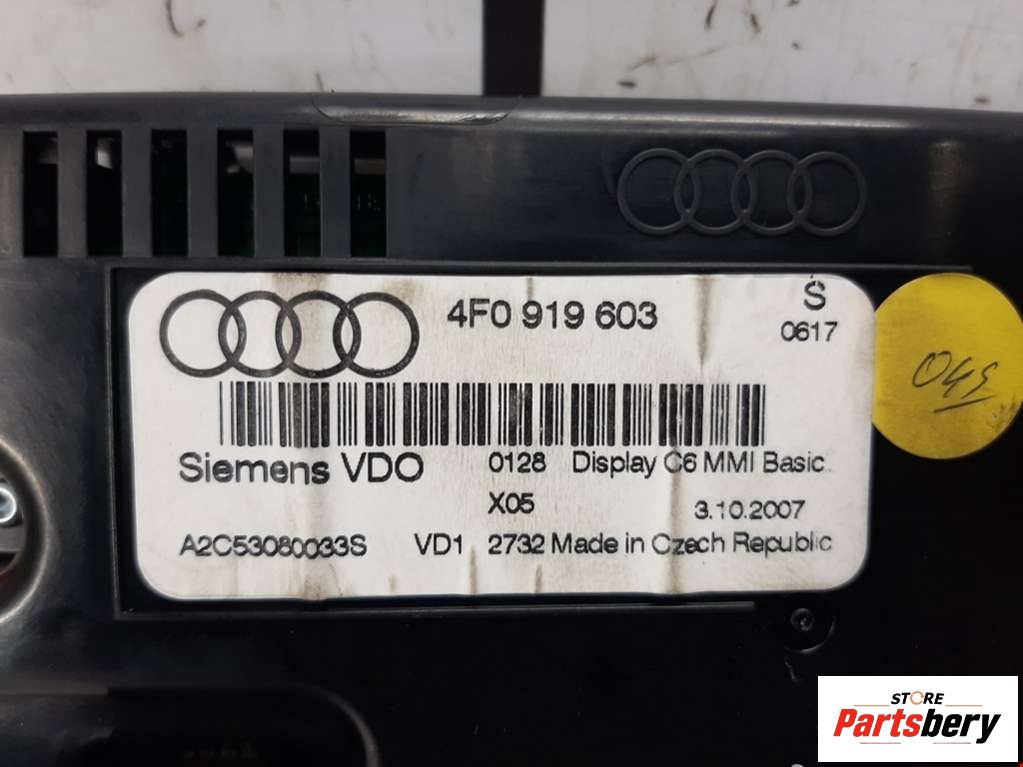 4F0 919 603
S
0617
Siemens VDO
0128 Display C6 MMI Basic
X05
3.10.2007
A2C53080033S VD1 2732 Made in Czech Republic
STORE
Partsbery